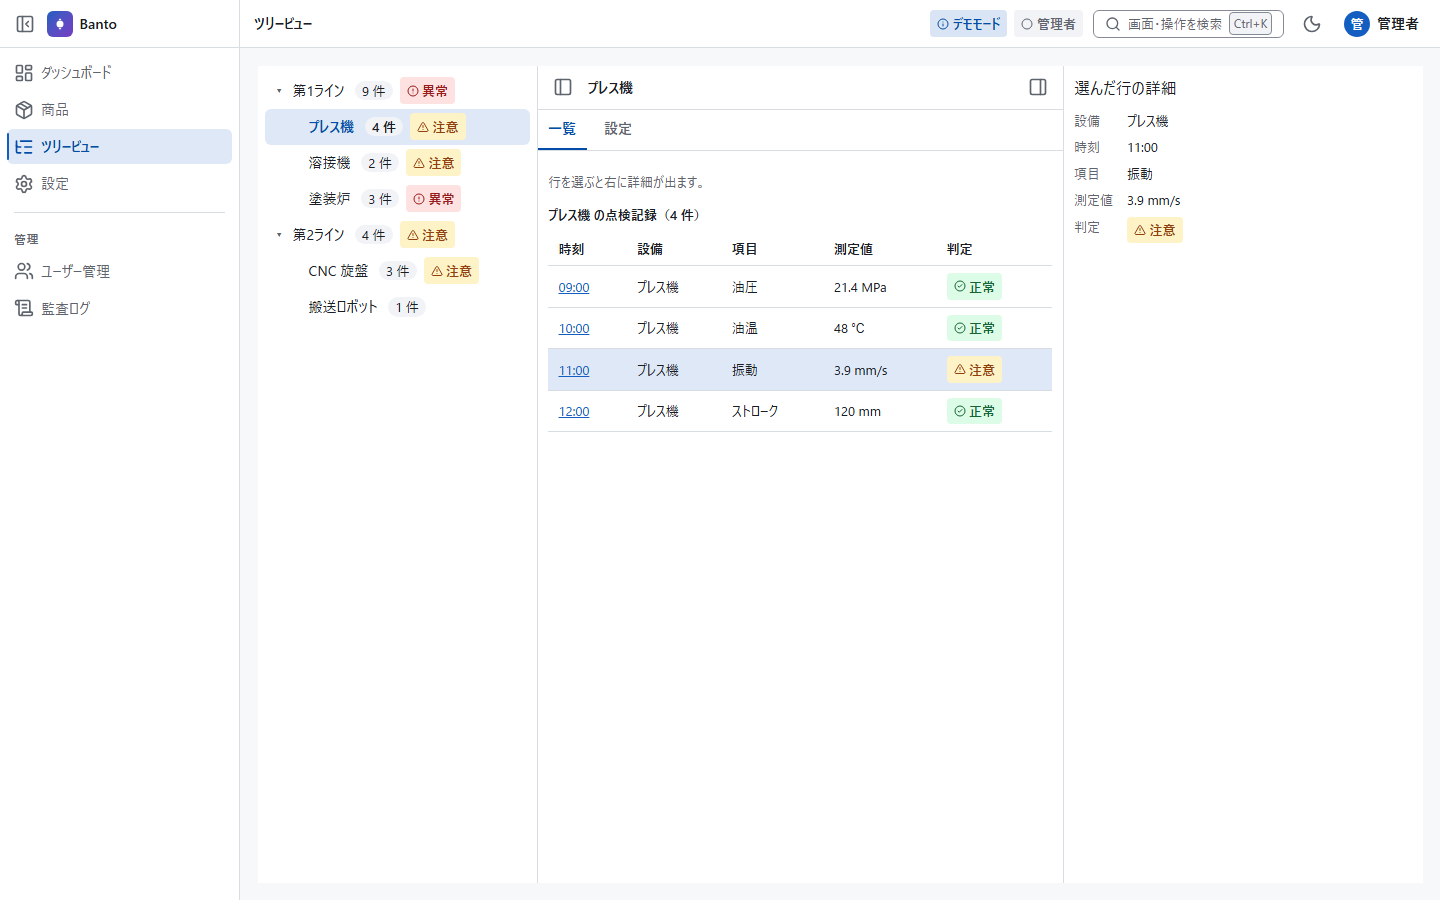 Banto
ツリービュー
デモモード
管理者
画面・操作を検索 Ctrl+K
管 管理者
ダッシュボード
商品
ツリービュー
設定
管理
ユーザー管理
監査ログ
第1ライン 9 件 異常
プレス機 4 件 注意
溶接機 2 件 注意
塗装炉 3 件 異常
第2ライン 4 件 注意
CNC 旋盤 3 件 注意
搬送ロボット 1 件
プレス機
一覧 設定
行を選ぶと右に詳細が出ます。
プレス機 の点検記録（4 件）
時刻 設備 項目 測定値 判定
09:00 プレス機 油圧 21.4 MPa 正常
10:00 プレス機 油温 48 °C 正常
11:00 プレス機 振動 3.9 mm/s 注意
12:00 プレス機 ストローク 120 mm 正常
選んだ行の詳細
設備 プレス機
時刻 11:00
項目 振動
測定値 3.9 mm/s
判定 注意